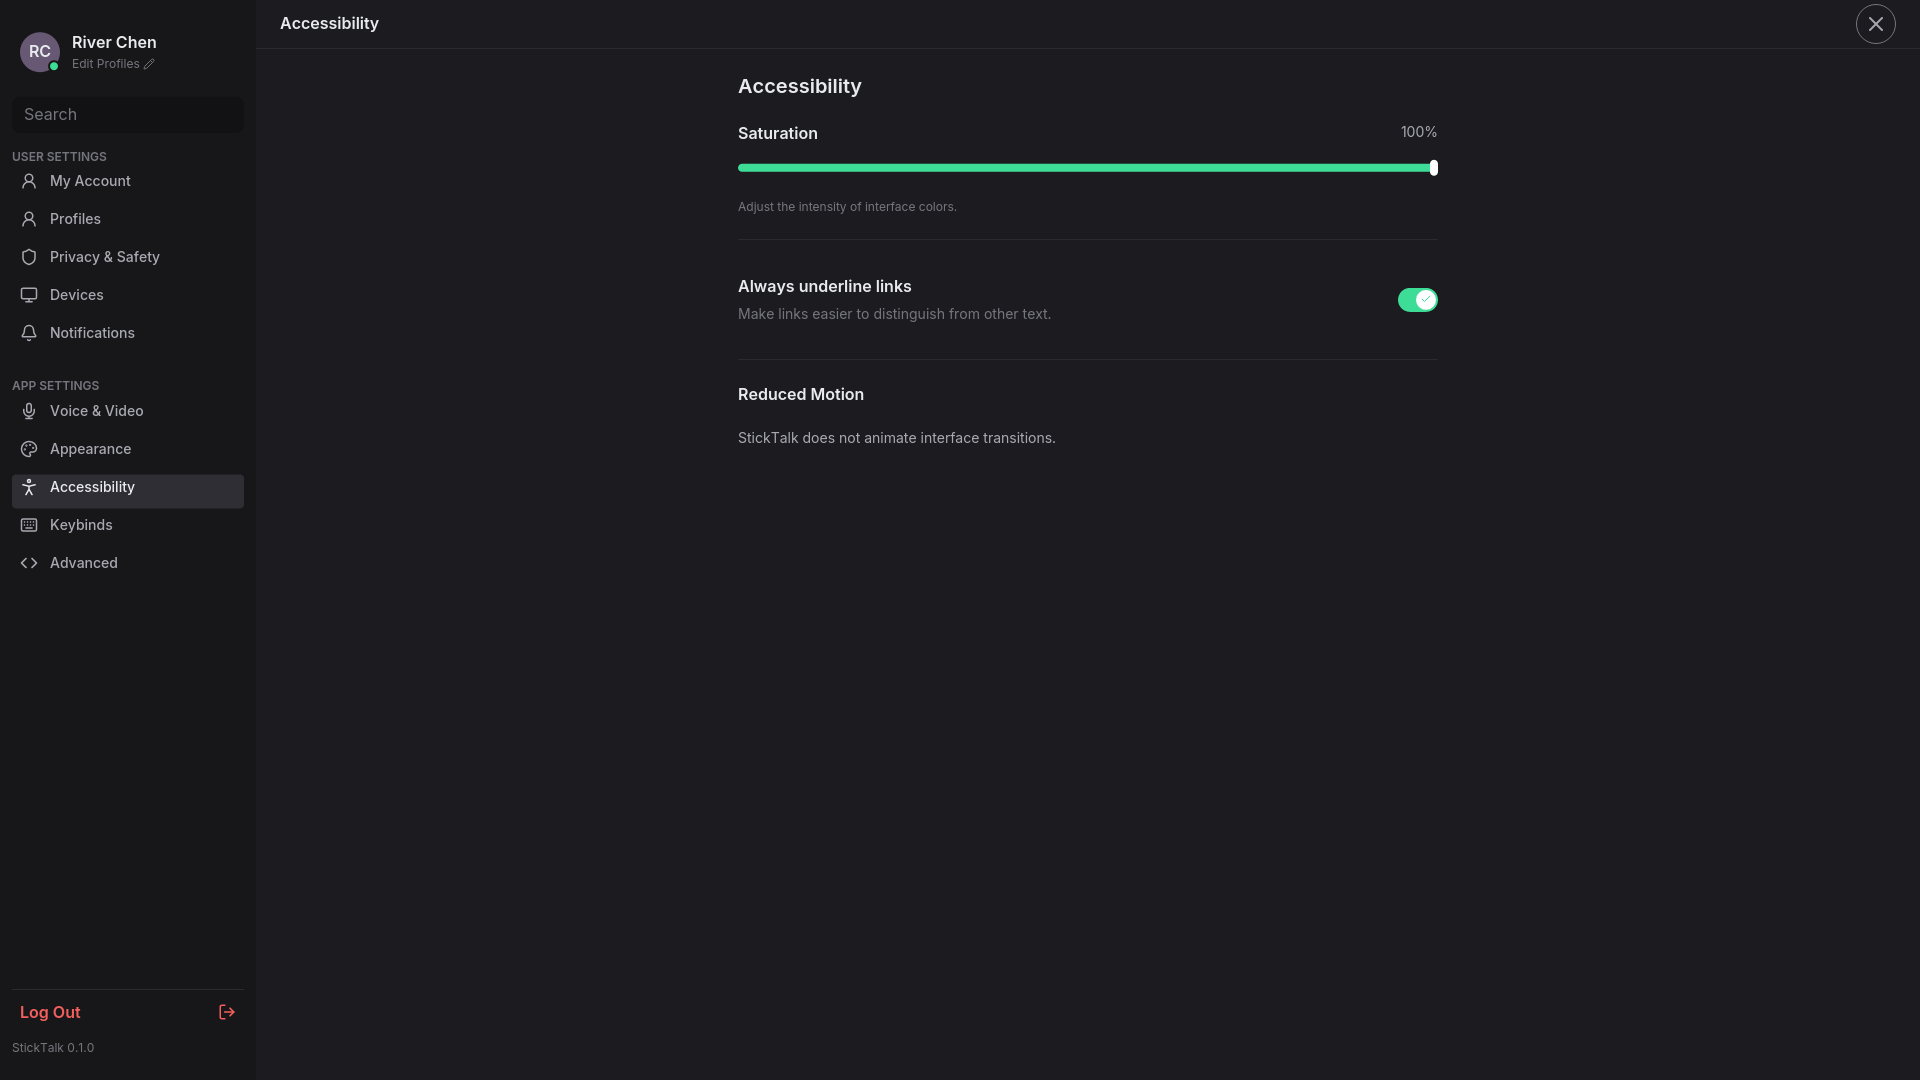 RC
River Chen
Edit Profiles
Search
USER SETTINGS
My Account
Profiles
Privacy & Safety
Devices
Notifications
APP SETTINGS
Voice & Video
Appearance
Accessibility
Keybinds
Advanced
Log Out
StickTalk 0.1.0
Accessibility
Accessibility
Saturation 100%
Adjust the intensity of interface colors.
Always underline links
Make links easier to distinguish from other text.
Reduced Motion
StickTalk does not animate interface transitions.